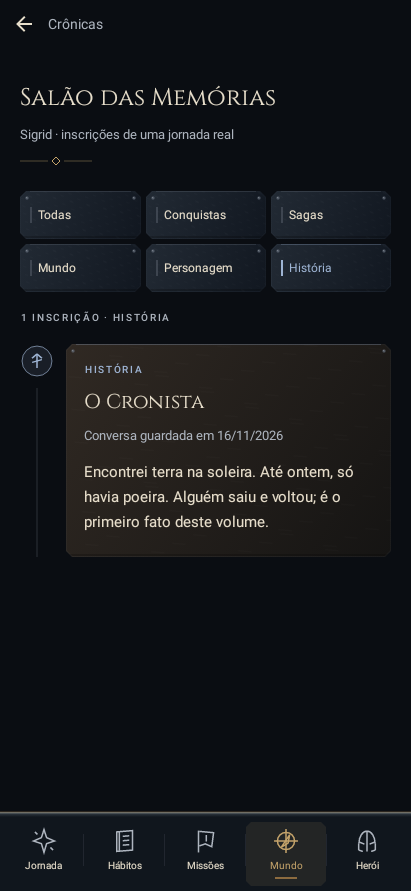 Crônicas
Salão das Memórias
Sigrid · inscrições de uma jornada real
Todas
Conquistas
Sagas
Mundo
Personagem
História
1 INSCRIÇÃO · HISTÓRIA
HISTÓRIA
O Cronista
Conversa guardada em 16/11/2026
Encontrei terra na soleira. Até ontem, só
havia poeira. Alguém saiu e voltou; é o
primeiro fato deste volume.
Jornada
Hábitos
Missões
Mundo
Herói